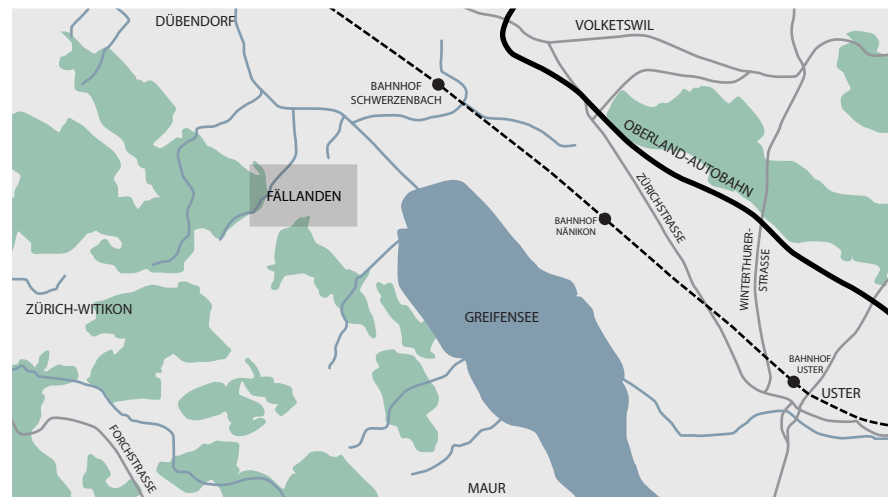 DÜBENDORF
VOLKETSWIL
BAHNHOF
SCHWERZENBACH
OBERLAND-AUTOBAHN
FÄLLANDEN
ZÜRICHSTRASSE
BAHNHOF
NÄNIKON
WINTERTHURER-
STRASSE
ZÜRICH-WITIKON
GREIFENSEE
BAHNHOF
USTER
USTER
FORCHSTRASSE
MAUR